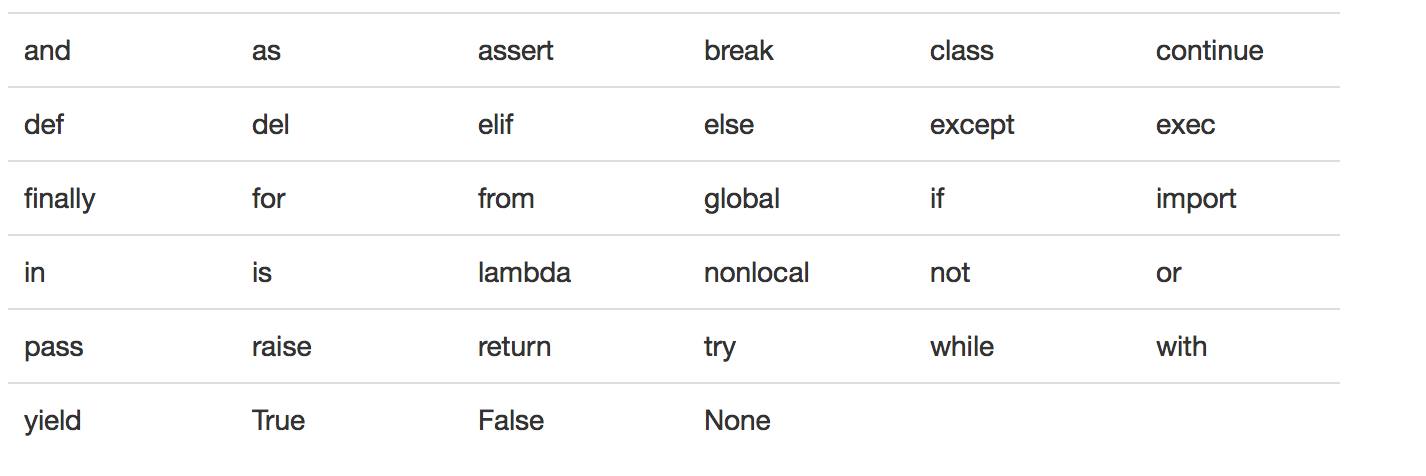 and as assert break class continue
def del elif else except exec
finally for from global if import
in is lambda nonlocal not or
pass raise return try while with
yield True False None